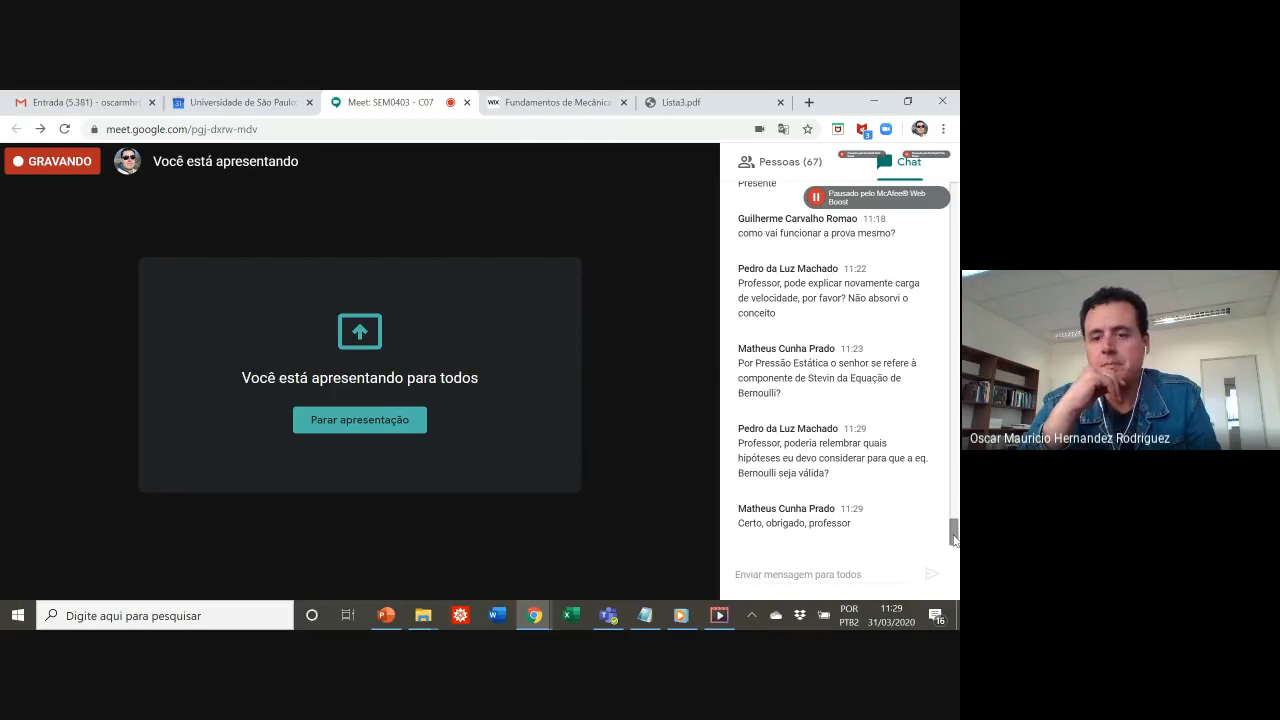 Entrada (5.381) - oscarmhr
Universidade de São Paulo
Meet: SEM0403 - C07
WIX
Fundamentos de Mecânica
Lista3.pdf
meet.google.com/pgj-dxrw-mdv
3
GRAVANDO
Você está apresentando
Pessoas (67)
Chat
Presente
Pausado pelo McAfee® Web
Boost
Guilherme Carvalho Romao 11:18
como vai funcionar a prova mesmo?
Pedro da Luz Machado 11:22
Professor, pode explicar novamente carga
de velocidade, por favor? Não absorvi o
conceito
Matheus Cunha Prado 11:23
Por Pressão Estática o senhor se refere à
componente de Stevin da Equação de
Bernoulli?
Pedro da Luz Machado 11:29
Professor, poderia relembrar quais
hipóteses eu devo considerar para que a eq.
Bernoulli seja válida?
Matheus Cunha Prado 11:29
Certo, obrigado, professor
Enviar mensagem para todos
Você está apresentando para todos
Parar apresentação
Oscar Mauricio Hernandez Rodriguez
Digite aqui para pesquisar
POR
PTB2
11:29
31/03/2020
16